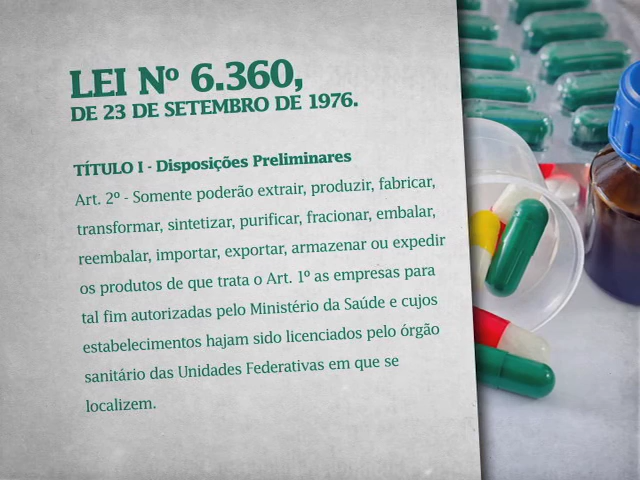 LEI Nº 6.360,
DE 23 DE SETEMBRO DE 1976.
TÍTULO I - Disposições Preliminares
Art. 2º - Somente poderão extrair, produzir, fabricar,
transformar, sintetizar, purificar, fracionar, embalar,
reembalar, importar, exportar, armazenar ou expedir
os produtos de que trata o Art. 1º as empresas para
tal fim autorizadas pelo Ministério da Saúde e cujos
estabelecimentos hajam sido licenciados pelo órgão
sanitário das Unidades Federativas em que se
localizem.